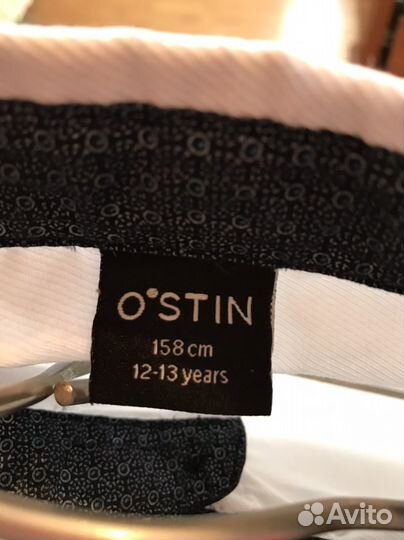 O'STIN
158 cm
12-13 years
Avito